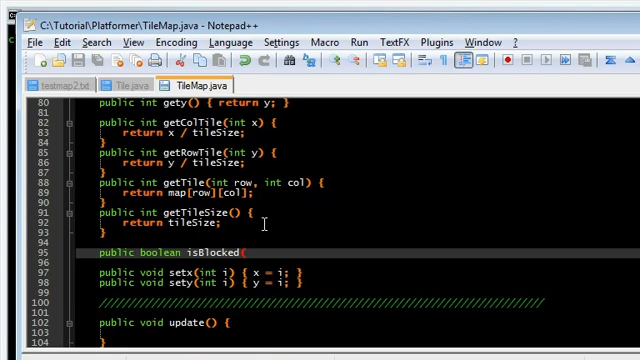 C:\Tutorial\Platformer\TileMap.java - Notepad++
File Edit Search View Encoding Language Settings Macro Run TextFX Plugins Window ?
testmap2.txt Tile.java TileMap.java
80 public int gety() { return y; }
81
82 public int getColTile(int x) {
83 return x / tileSize;
84 }
85 public int getRowTile(int y) {
86 return y / tileSize;
87 }
88 public int getTile(int row, int col) {
89 return map[row][col];
90 }
91 public int getTileSize() {
92 return tileSize;
93 }
94
95 public boolean isBlocked(
96
97 public void setx(int i) { x = i; }
98 public void sety(int i) { y = i; }
99
100 ////////////////////////////////////////////////////////////////////////////
101
102 public void update() {
103
104 }